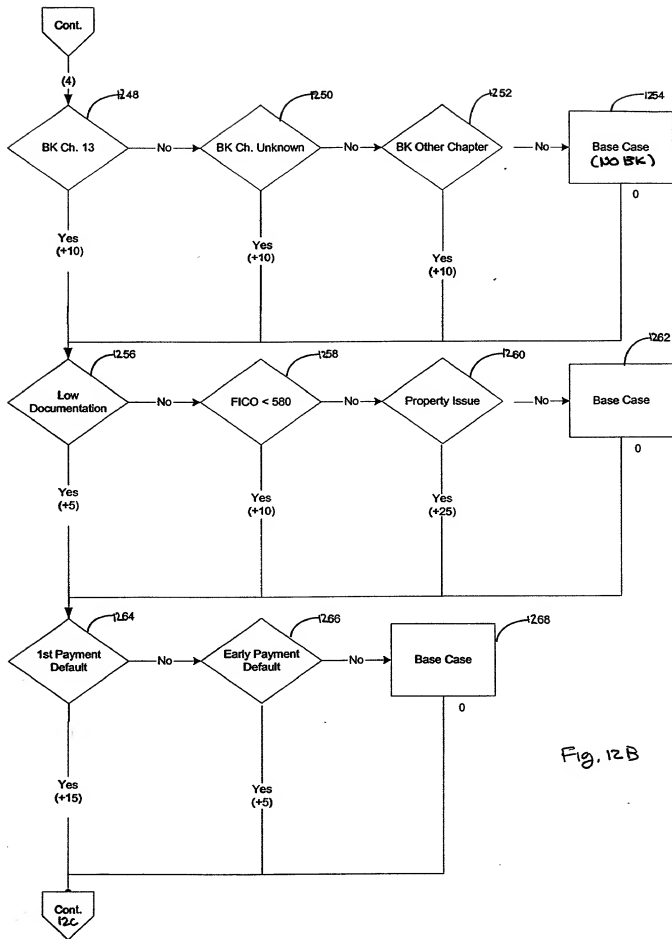 Cont.
(4)
1248
1250
1252
1254
BK Ch. 13
No
BK Ch. Unknown
No
BK Other Chapter
No
Base Case
(NO BK)
0
Yes
(+10)
Yes
(+10)
Yes
(+10)
1256
1258
1260
1262
Low
Documentation
No
FICO < 580
No
Property Issue
No
Base Case
0
Yes
(+5)
Yes
(+10)
Yes
(+25)
1264
1266
1268
1st Payment
Default
No
Early Payment
Default
No
Base Case
0
Fig. 12B
Yes
(+15)
Yes
(+5)
Cont.
12C